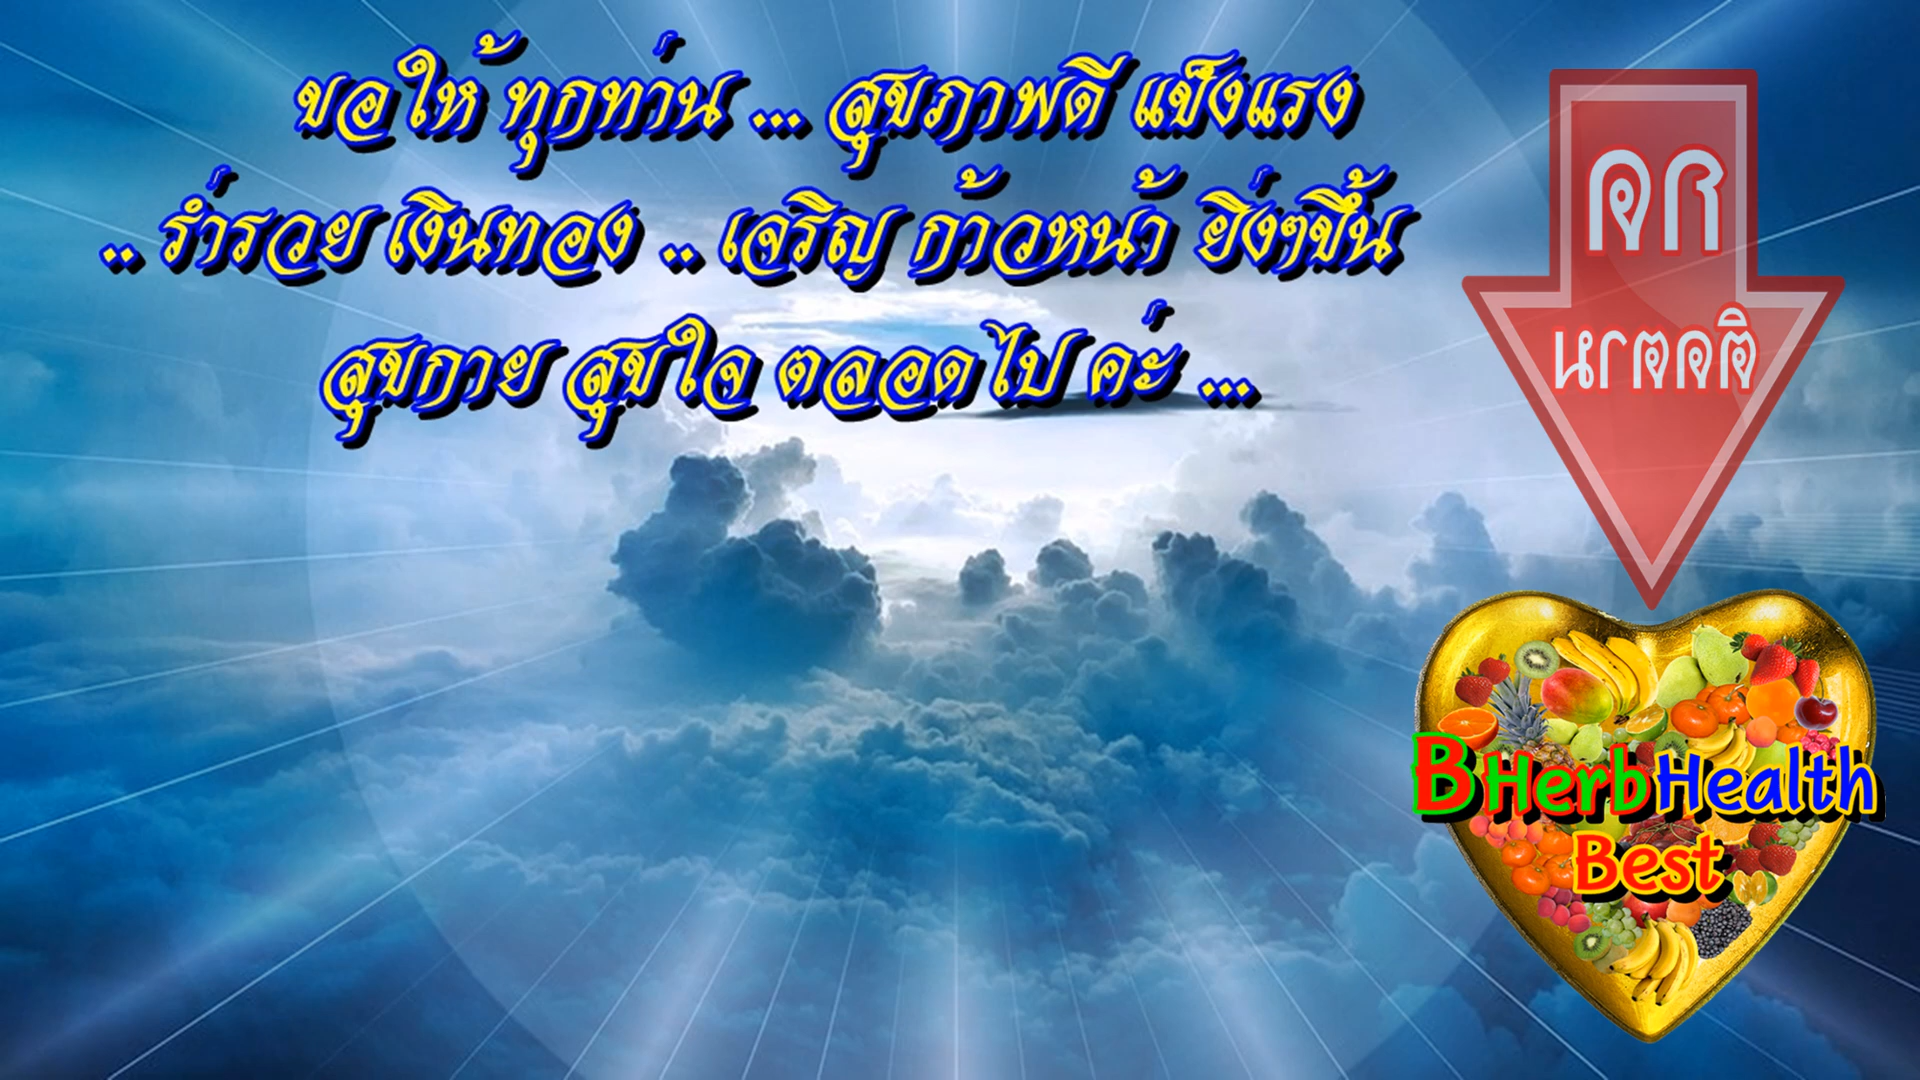 ขอให้ ทุกท่าน ... สุขภาพดี แข็งแรง
.. ร่ำรวย เงินทอง .. เจริญ ก้าวหน้า ยิ่งๆขึ้น
สุขกาย สุขใจ ตลอดไป ค่ะ ...
BHerbHealth
Best